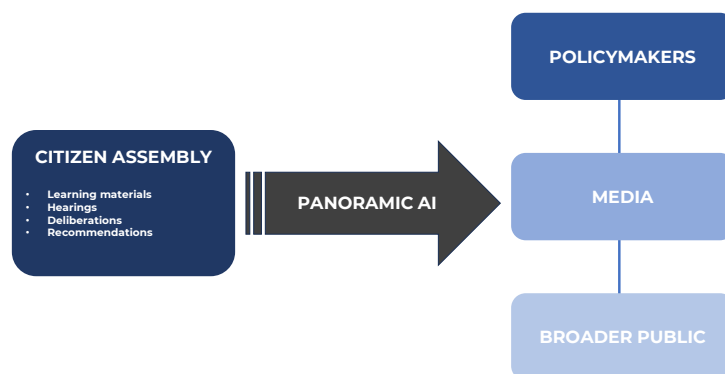 POLICYMAKERS
CITIZEN ASSEMBLY
• Learning materials
• Hearings
• Deliberations
• Recommendations
PANORAMIC AI
MEDIA
BROADER PUBLIC